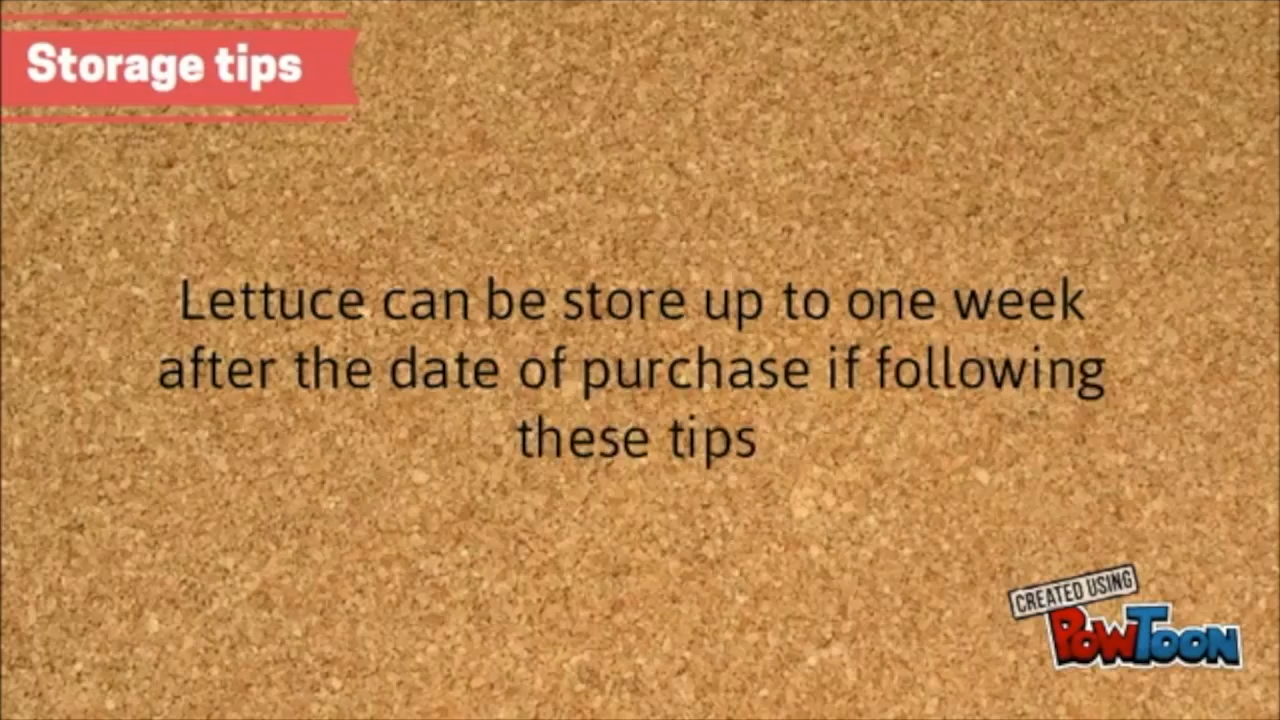 Storage tips
Lettuce can be store up to one week
after the date of purchase if following
these tips
CREATED USING
POWTOON